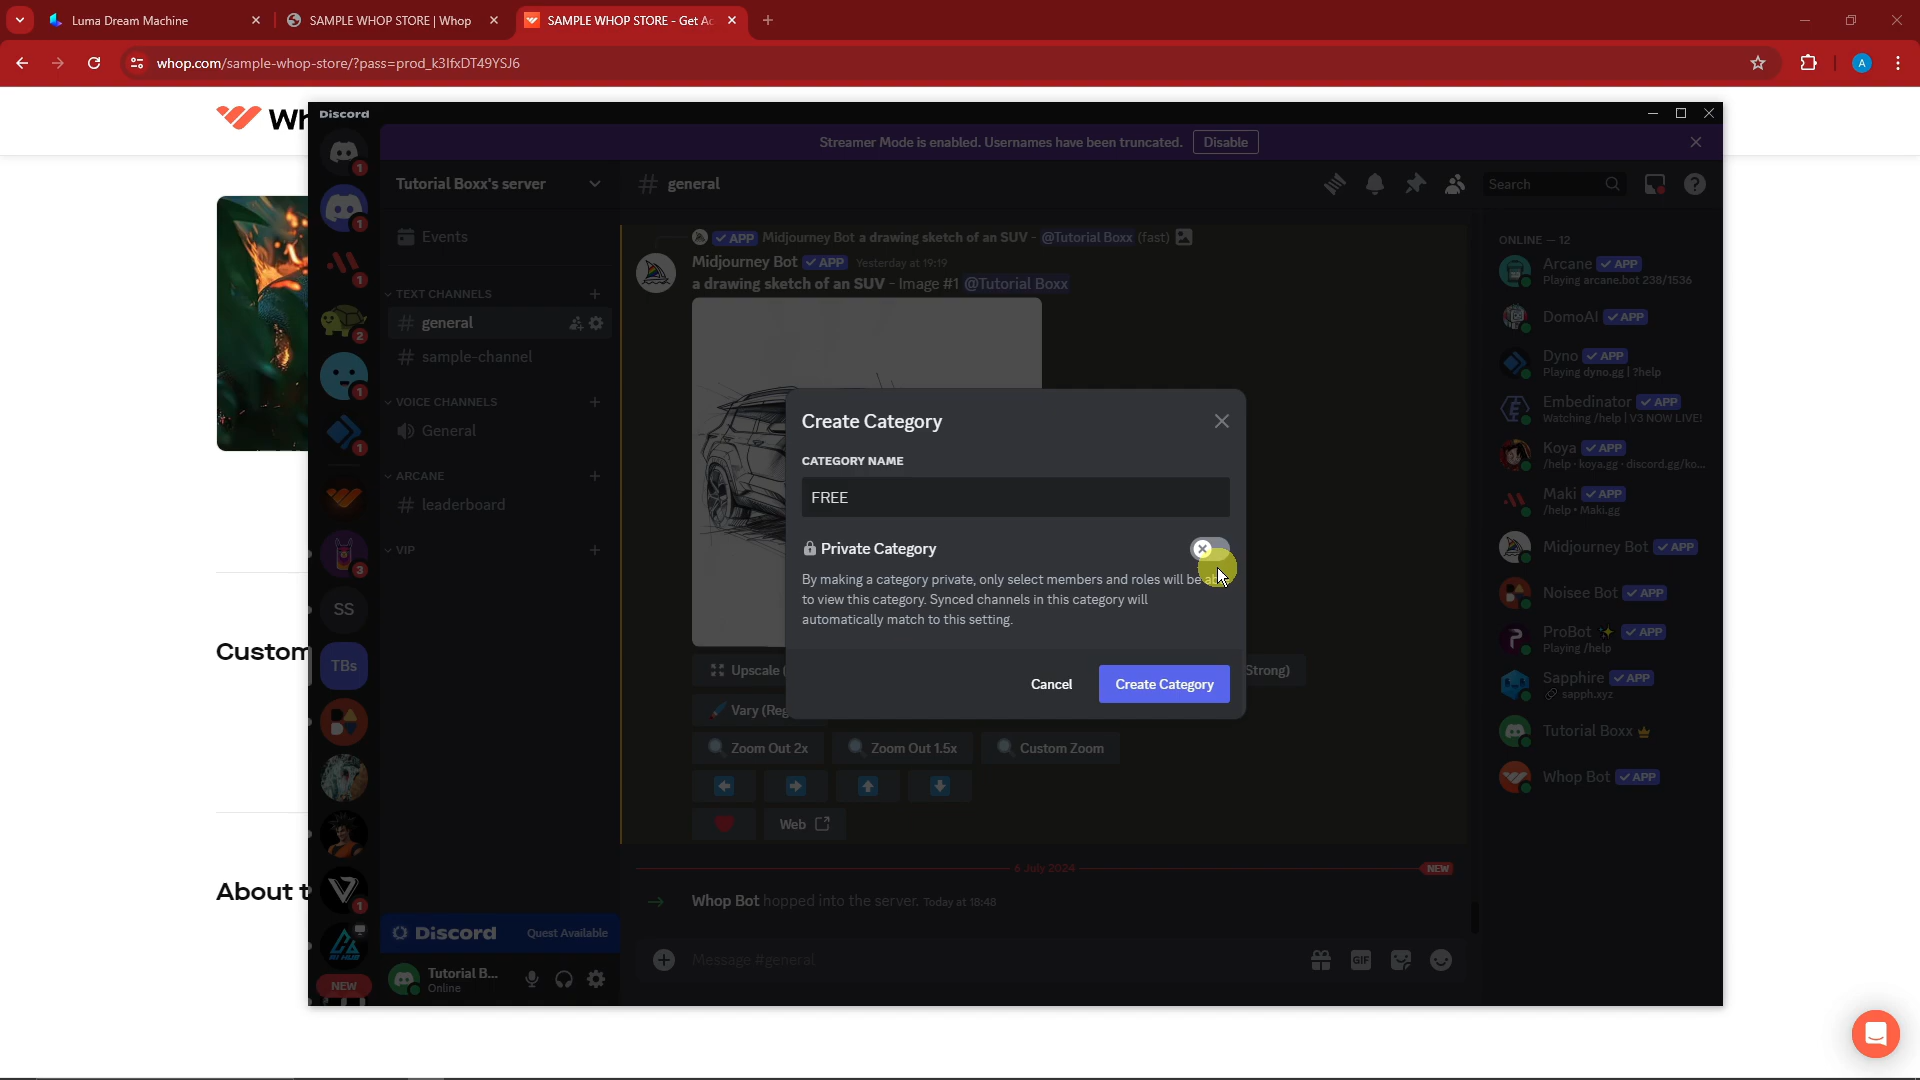 Luma Dream Machine
SAMPLE WHOP STORE | Whop
SAMPLE WHOP STORE - Get Ac
whop.com/sample-whop-store/?pass=prod_k3IfxDT49YSJ6
A
Wh
Custom
About t
Discord
Streamer Mode is enabled. Usernames have been truncated.
Disable
Tutorial Boxx's server
general
Search
Events
TEXT CHANNELS
general
sample-channel
VOICE CHANNELS
General
ARCANE
leaderboard
VIP
1
1
1
2
1
1
3
SS
TBs
1
NEW
APP Midjourney Bot a drawing sketch of an SUV - @Tutorial Boxx (fast)
Midjourney Bot APP Yesterday at 19:19
a drawing sketch of an SUV - Image #1 @Tutorial Boxx
Create Category
CATEGORY NAME
FREE
Private Category
By making a category private, only select members and roles will be
to view this category. Synced channels in this category will
automatically match to this setting.
Cancel
Create Category
Upscale (
Strong)
Vary (Reg
Zoom Out 2x
Zoom Out 1.5x
Custom Zoom
Web
6 July 2024
NEW
Whop Bot hopped into the server. Today at 18:48
Message #general
GIF
Discord
Quest Available
Tutorial B...
Online
ONLINE — 12
Arcane APP
Playing arcane.bot 238/1536
DomoAI APP
Dyno APP
Playing dyno.gg | ?help
Embedinator APP
Watching /help | V3 NOW LIVE!
Koya APP
/help · koya.gg · discord.gg/ko...
Maki APP
/help • Maki.gg
Midjourney Bot APP
Noisee Bot APP
ProBot APP
Playing /help
Sapphire APP
sapph.xyz
Tutorial Boxx
Whop Bot APP